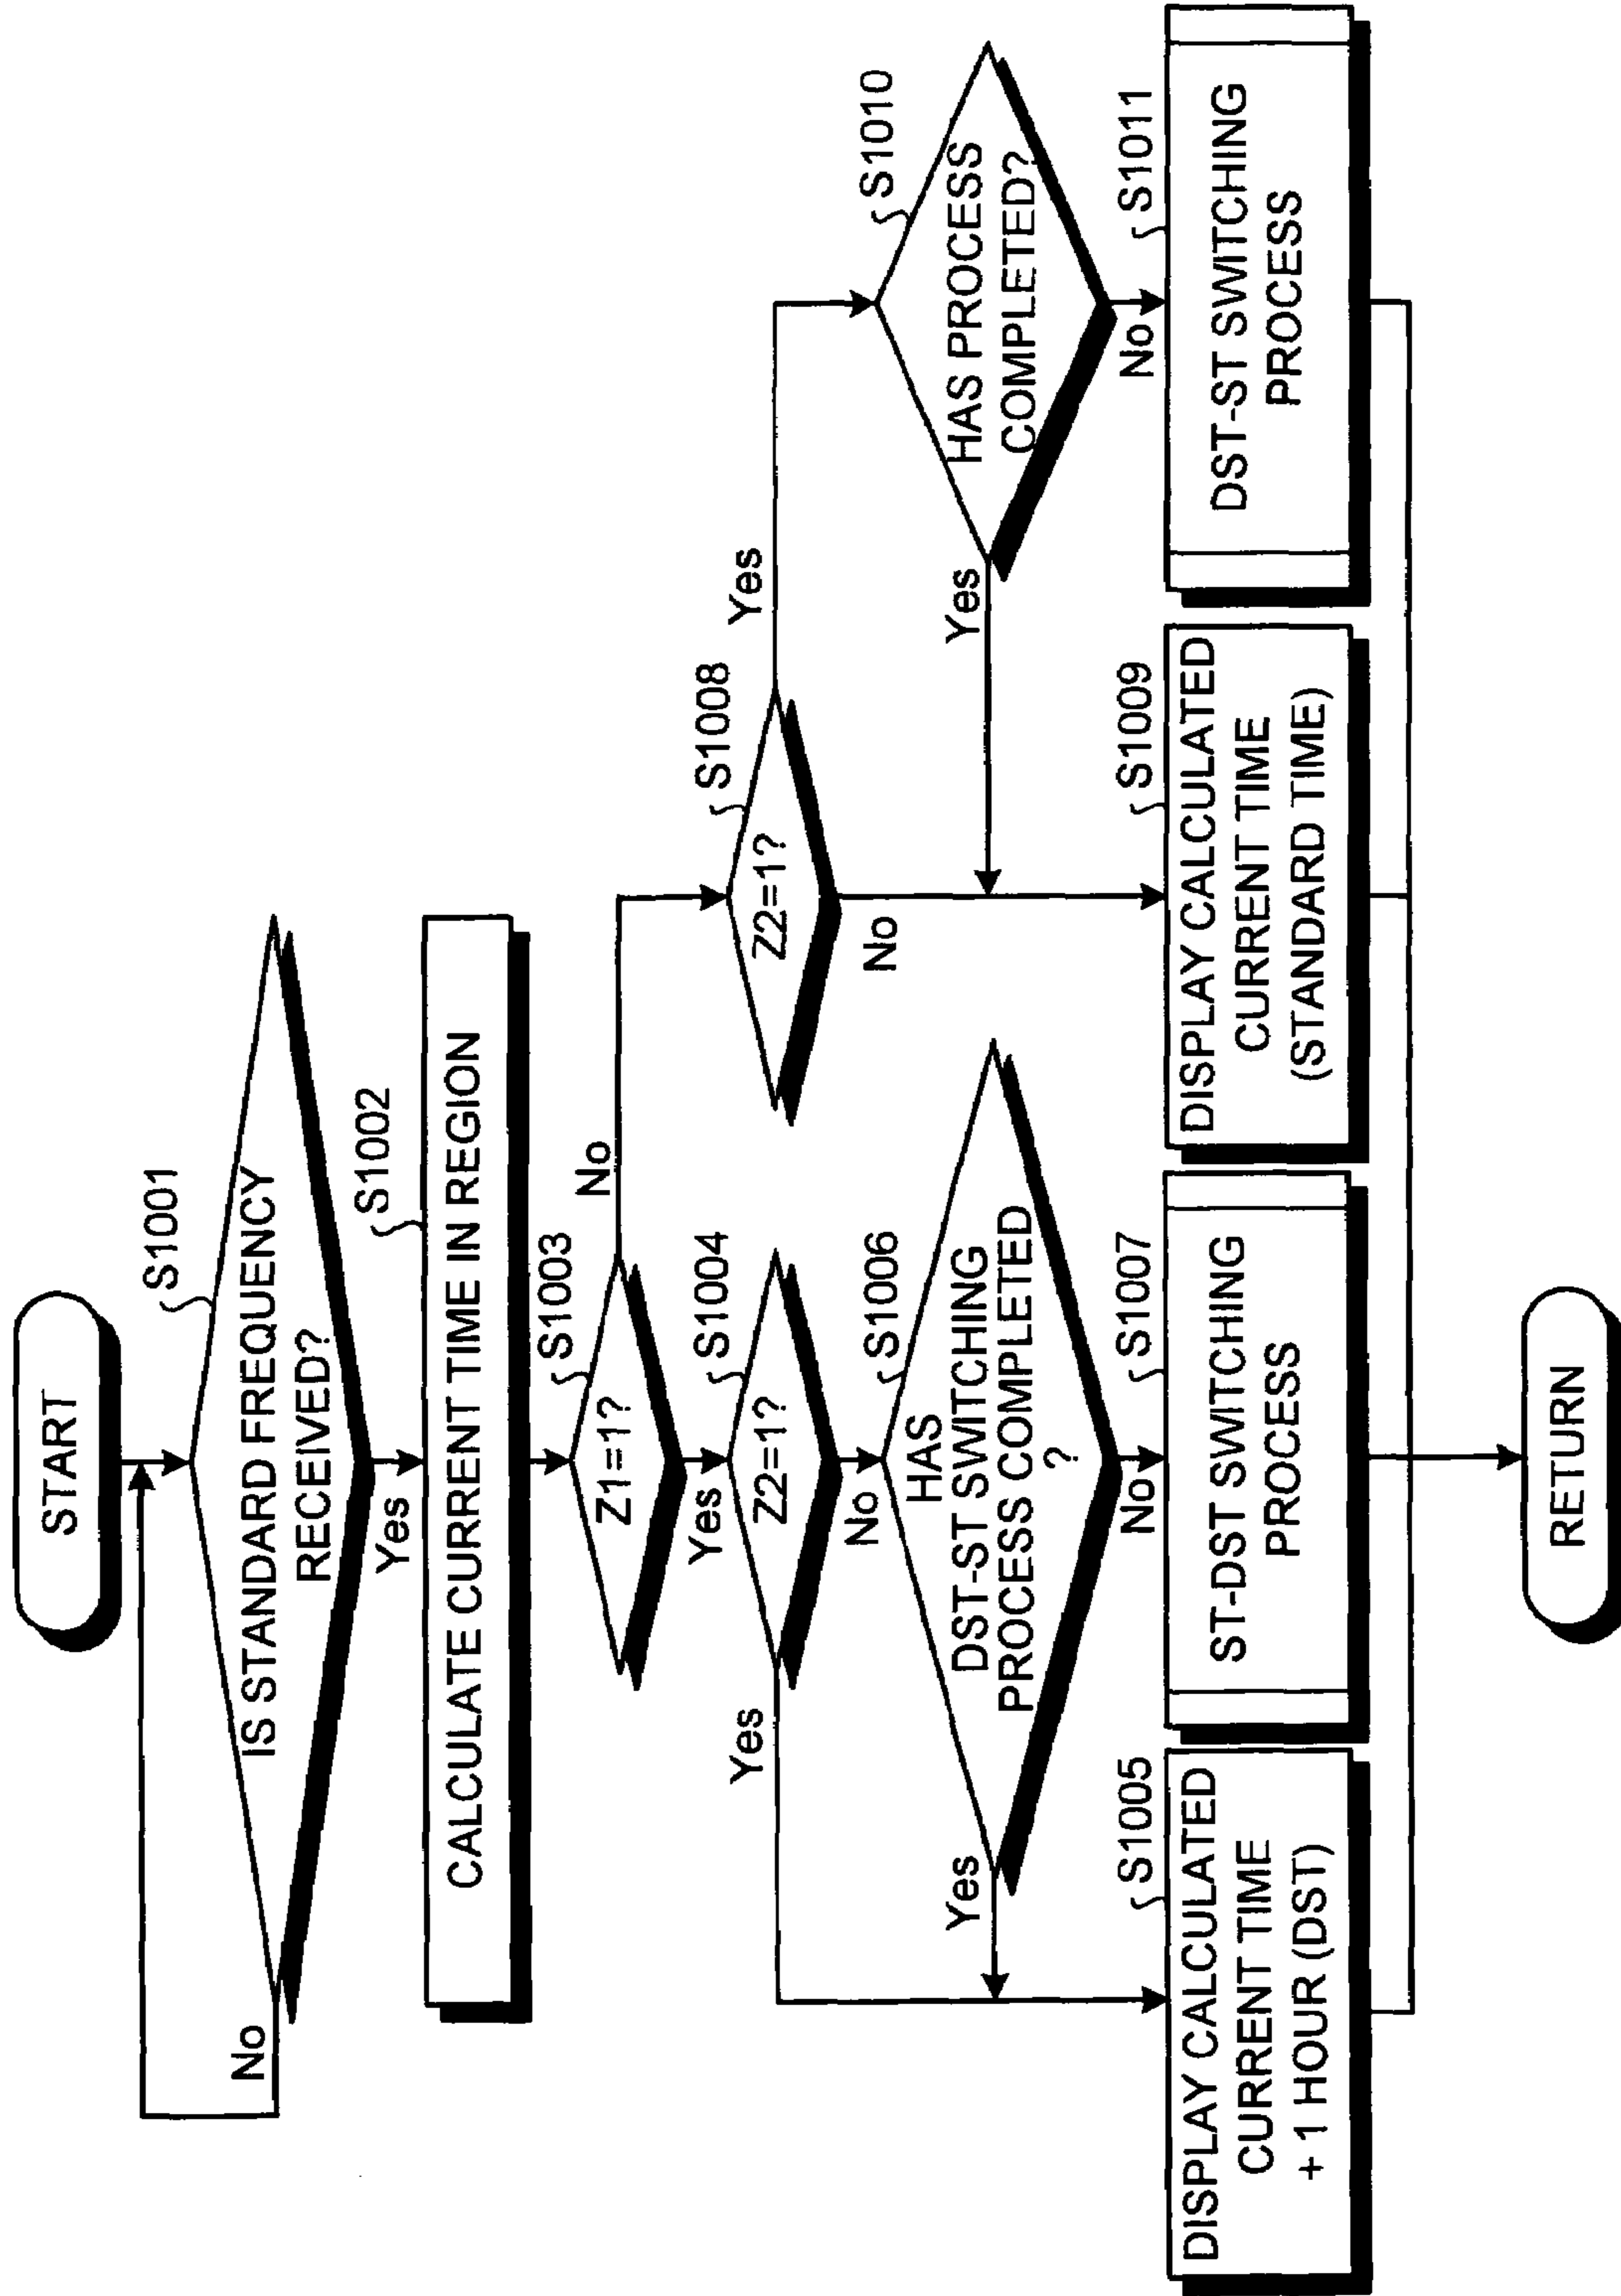 START
S1001
IS STANDARD FREQUENCY
RECEIVED?
No
Yes
S1002
CALCULATE CURRENT TIME IN REGION
S1003
Z1=1?
No
Yes
S1004
Z2=1?
Yes
No
S1006
HAS
DST-ST SWITCHING
PROCESS COMPLETED
?
Yes
No
S1008
Z2=1?
Yes
No
S1010
HAS PROCESS
COMPLETED?
Yes
No
S1005
DISPLAY CALCULATED
CURRENT TIME
+ 1 HOUR (DST)
S1007
ST-DST SWITCHING
PROCESS
S1009
DISPLAY CALCULATED
CURRENT TIME
(STANDARD TIME)
S1011
DST-ST SWITCHING
PROCESS
RETURN